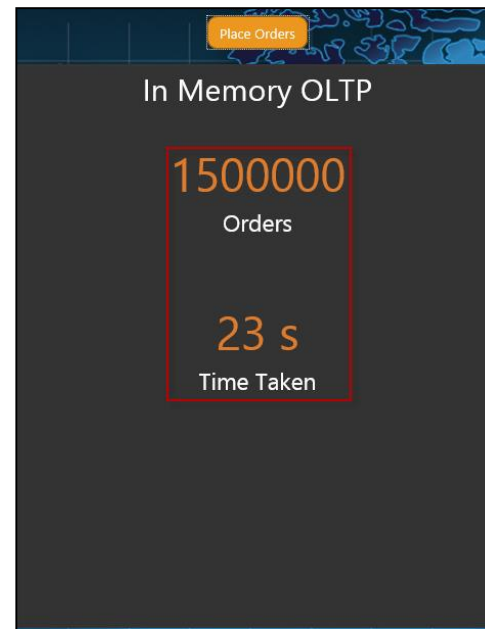 Place Orders
In Memory OLTP
1500000
Orders
23 s
Time Taken